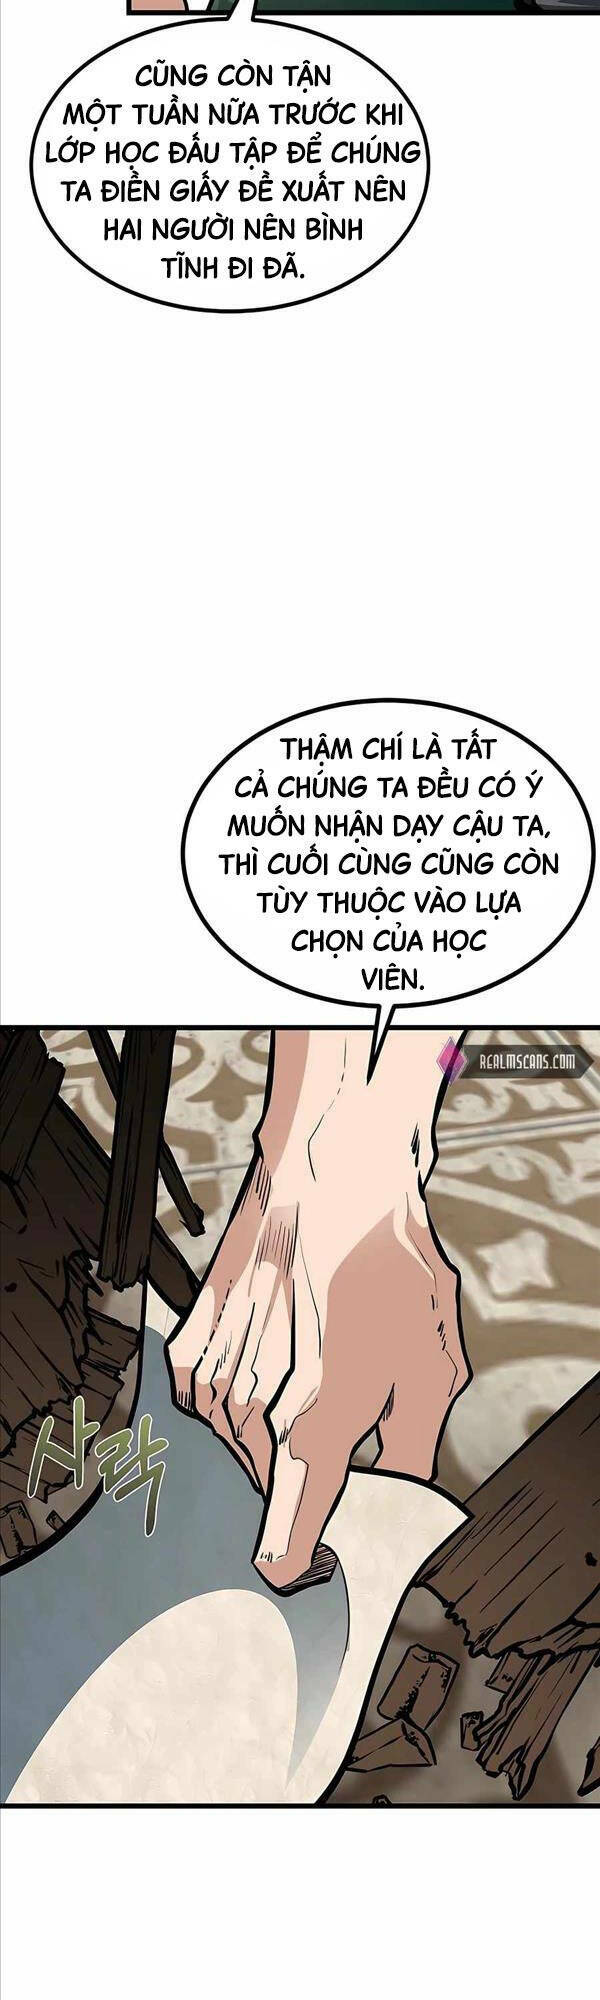 CŨNG CÒN TẬN
MỘT TUẦN NỮA TRƯỚC KHI
LỚP HỌC ĐẤU TẬP ĐỂ CHÚNG
TA ĐIỀN GIẤY ĐỀ XUẤT NÊN
HAI NGƯỜI NÊN BÌNH
TĨNH ĐI ĐÃ.
THẬM CHÍ LÀ TẤT
CẢ CHÚNG TA ĐỀU CÓ Ý
MUỐN NHẬN DẠY CẬU TA,
THÌ CUỐI CÙNG CŨNG CÒN
TÙY THUỘC VÀO LỰA
CHỌN CỦA HỌC
VIÊN.
REALMSCANS.COM
사락